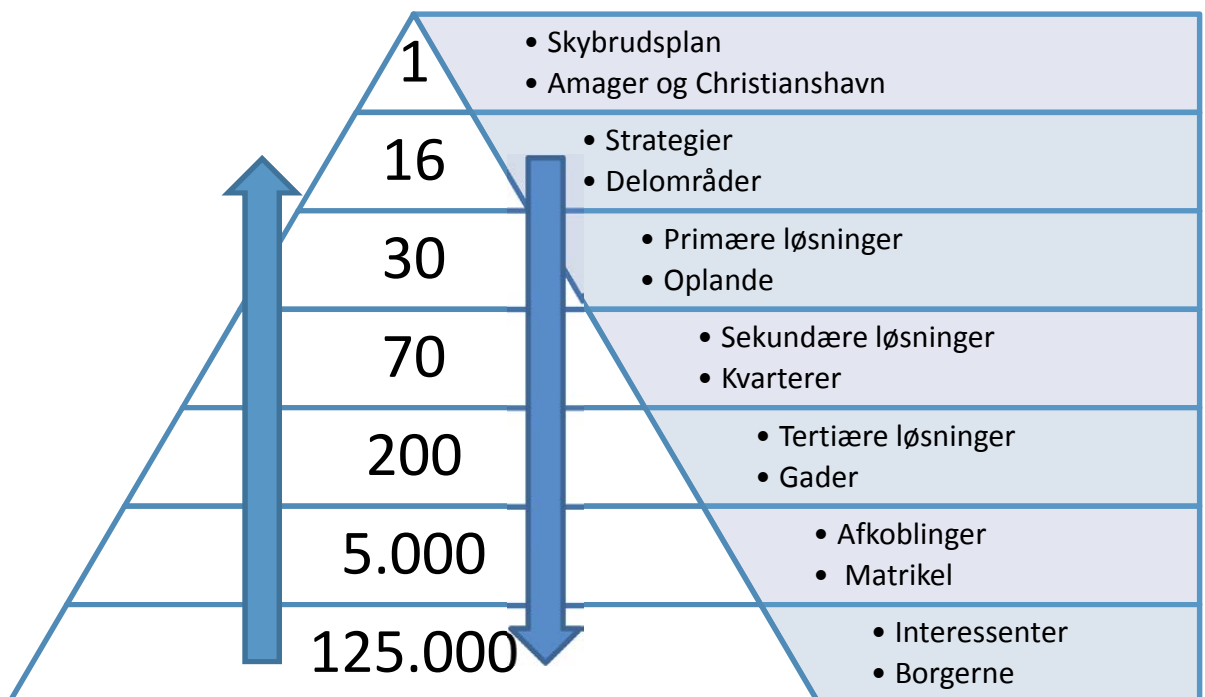 1
• Skybrudsplan
• Amager og Christianshavn
16
• Strategier
• Delområder
30
• Primære løsninger
• Oplande
70
• Sekundære løsninger
• Kvarterer
200
• Tertiære løsninger
• Gader
5.000
• Afkoblinger
• Matrikel
125.000
• Interessenter
• Borgerne